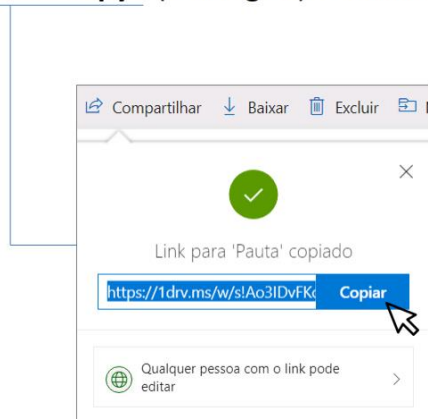 Compartilhar Baixar Excluir
Link para 'Pauta' copiado
https://1drv.ms/w/s!Ao3IDvFK Copiar
Qualquer pessoa com o link pode
editar